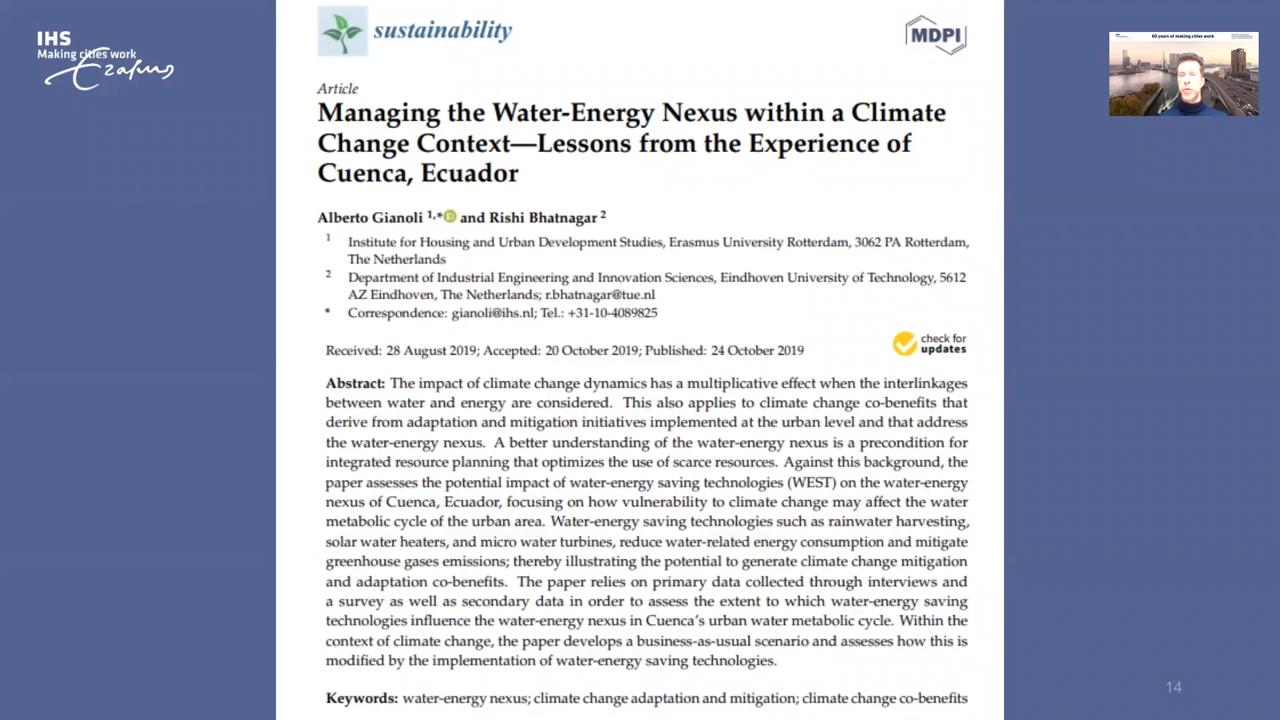 IHS
Making cities work
Erasmus
sustainability
MDPI
60 years of making cities work
Article
Managing the Water-Energy Nexus within a Climate
Change Context—Lessons from the Experience of
Cuenca, Ecuador
Alberto Gianoli 1,* and Rishi Bhatnagar 2
1 Institute for Housing and Urban Development Studies, Erasmus University Rotterdam, 3062 PA Rotterdam,
The Netherlands
2 Department of Industrial Engineering and Innovation Sciences, Eindhoven University of Technology, 5612
AZ Eindhoven, The Netherlands; r.bhatnagar@tue.nl
* Correspondence: gianoli@ihs.nl; Tel.: +31-10-4089825
Received: 28 August 2019; Accepted: 20 October 2019; Published: 24 October 2019
check for
updates
Abstract: The impact of climate change dynamics has a multiplicative effect when the interlinkages
between water and energy are considered. This also applies to climate change co-benefits that
derive from adaptation and mitigation initiatives implemented at the urban level and that address
the water-energy nexus. A better understanding of the water-energy nexus is a precondition for
integrated resource planning that optimizes the use of scarce resources. Against this background, the
paper assesses the potential impact of water-energy saving technologies (WEST) on the water-energy
nexus of Cuenca, Ecuador, focusing on how vulnerability to climate change may affect the water
metabolic cycle of the urban area. Water-energy saving technologies such as rainwater harvesting,
solar water heaters, and micro water turbines, reduce water-related energy consumption and mitigate
greenhouse gases emissions; thereby illustrating the potential to generate climate change mitigation
and adaptation co-benefits. The paper relies on primary data collected through interviews and
a survey as well as secondary data in order to assess the extent to which water-energy saving
technologies influence the water-energy nexus in Cuenca's urban water metabolic cycle. Within the
context of climate change, the paper develops a business-as-usual scenario and assesses how this is
modified by the implementation of water-energy saving technologies.
Keywords: water-energy nexus; climate change adaptation and mitigation; climate change co-benefits
14